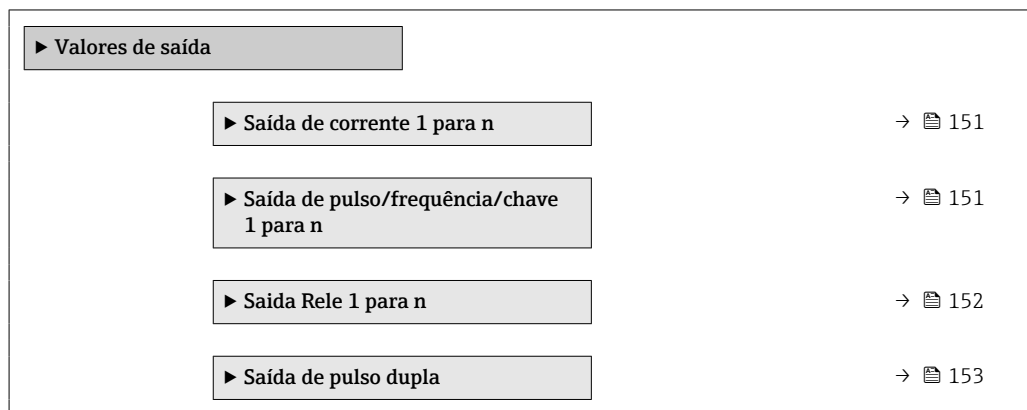 ▶ Valores de saída
▶ Saída de corrente 1 para n → 151
▶ Saída de pulso/frequência/chave → 151
1 para n
▶ Saida Rele 1 para n → 152
▶ Saída de pulso dupla → 153